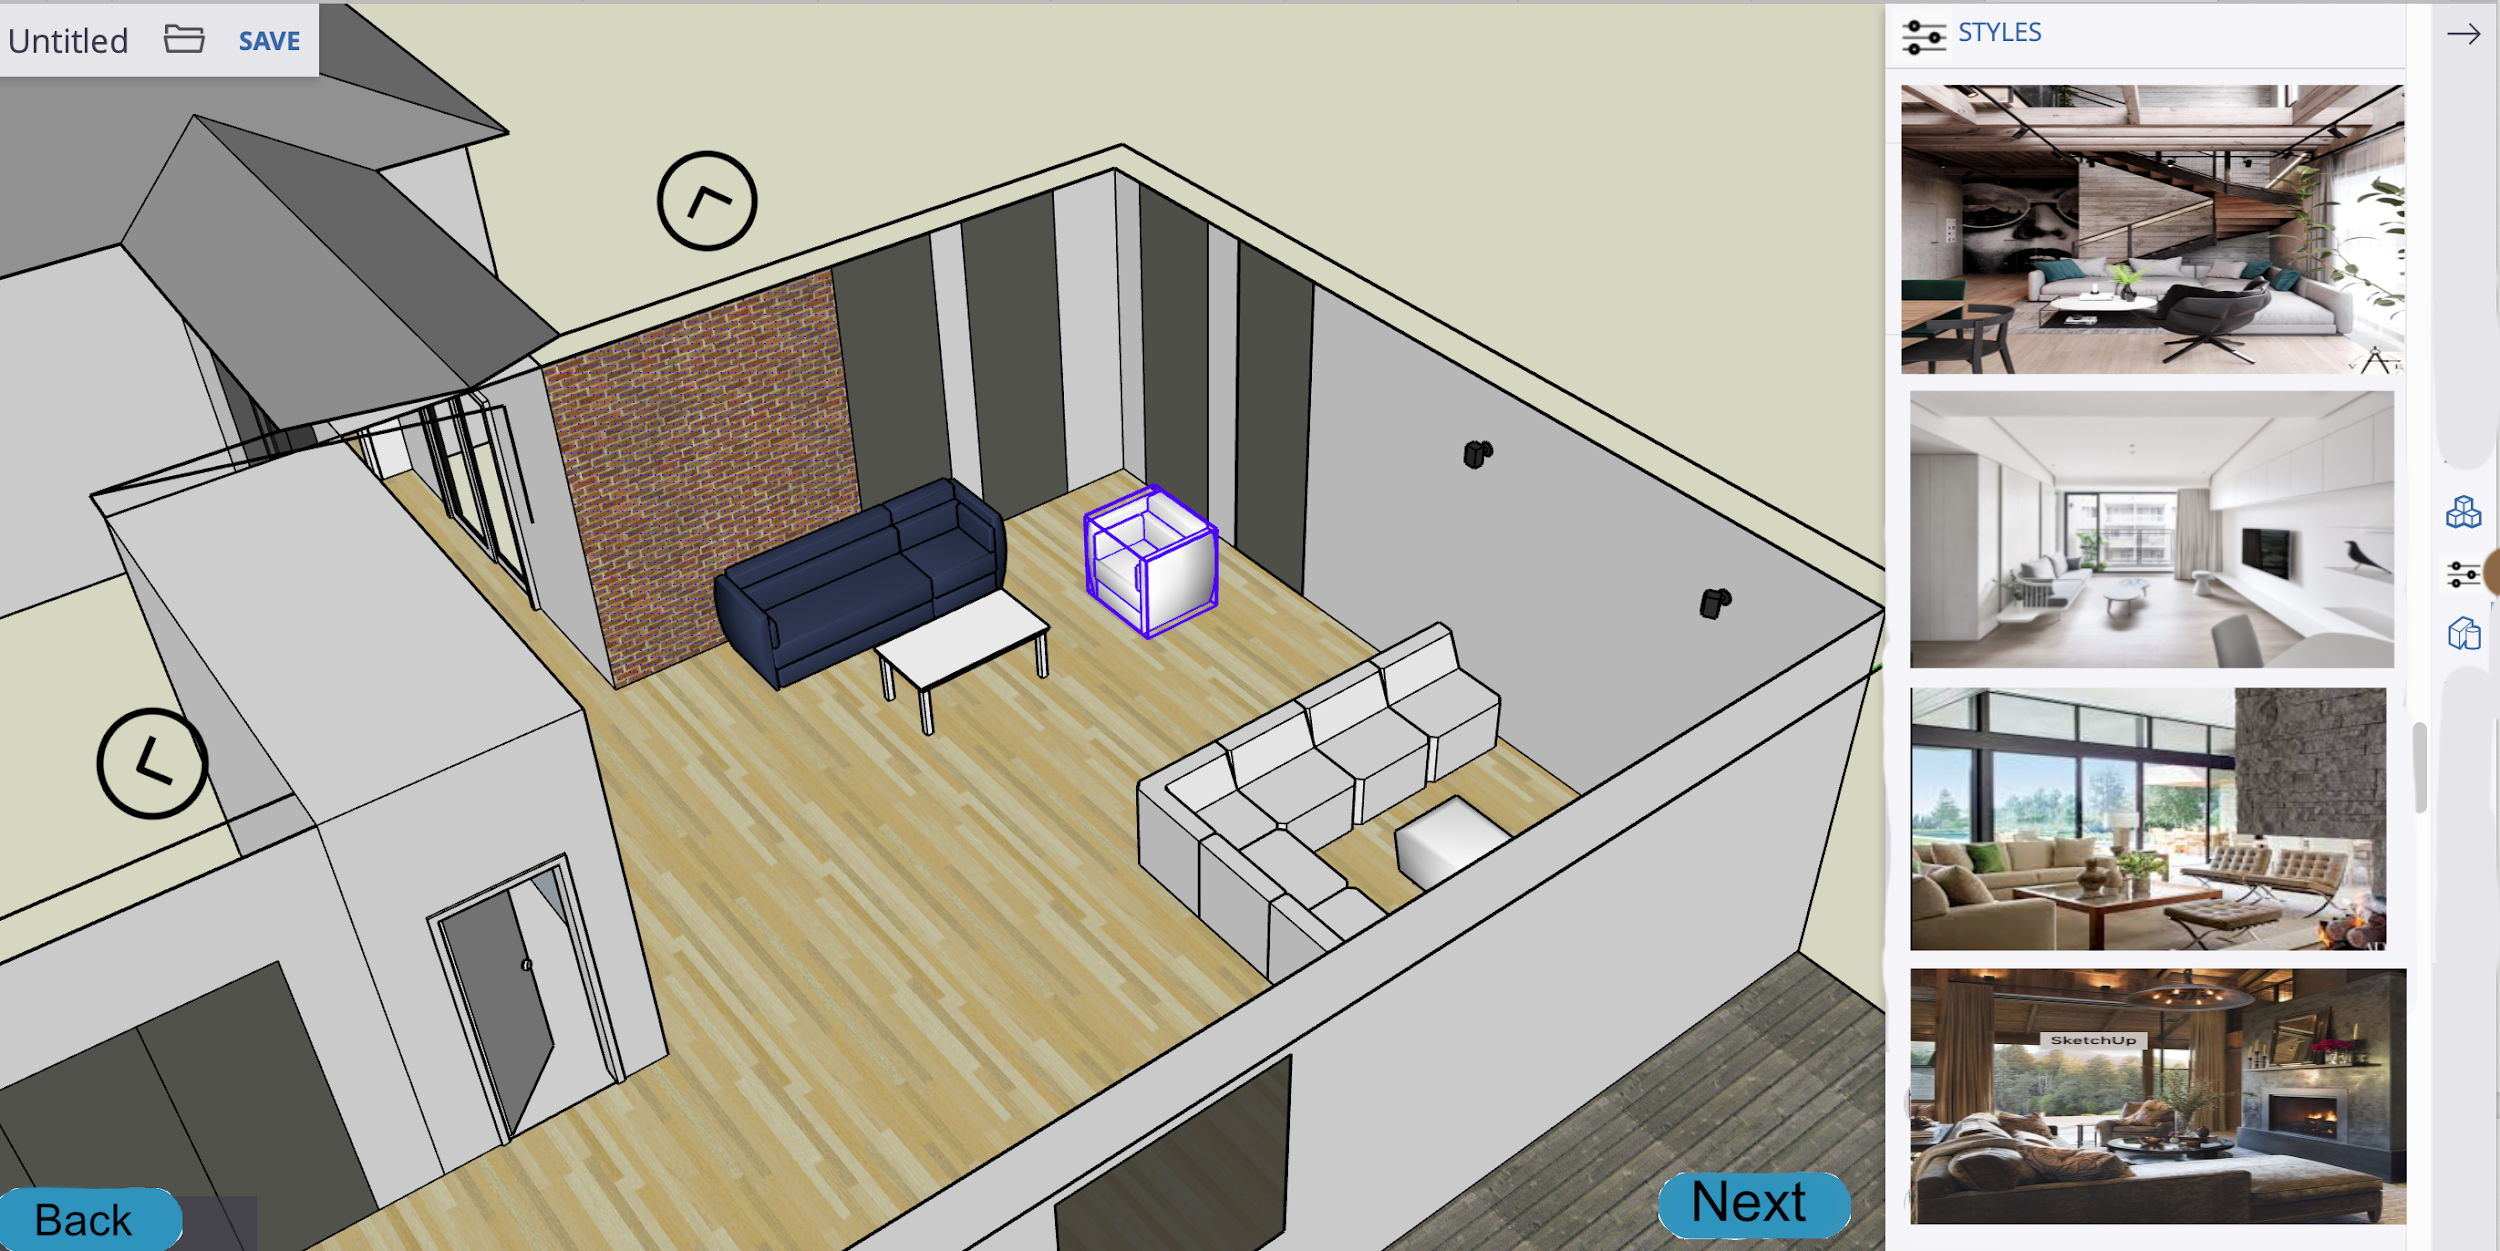 Untitled SAVE
STYLES
SketchUp
Back
Next